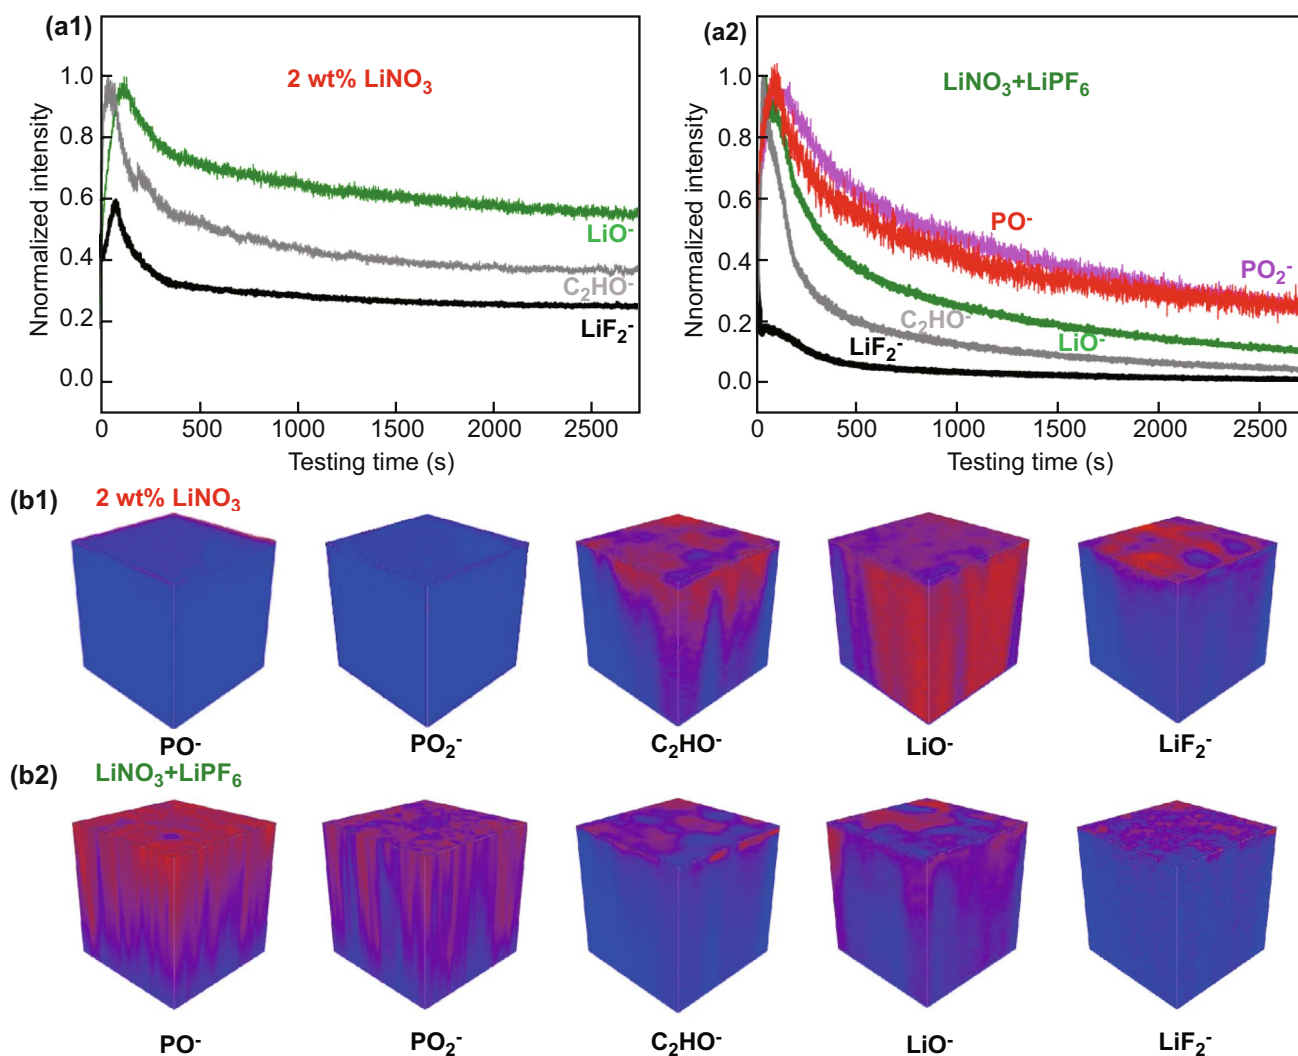 (a1)
2 wt% LiNO₃
Nnormalized intensity
1.0
0.8
0.6
0.4
0.2
0.0
LiO⁻
C₂HO⁻
LiF₂⁻
0 500 1000 1500 2000 2500
Testing time (s)
(a2)
LiNO₃+LiPF₆
Nnormalized intensity
1.0
0.8
0.6
0.4
0.2
0.0
PO⁻
PO₂⁻
C₂HO⁻
LiO⁻
LiF₂⁻
0 500 1000 1500 2000 2500
Testing time (s)
(b1) 2 wt% LiNO₃
PO⁻ PO₂⁻ C₂HO⁻ LiO⁻ LiF₂⁻
(b2) LiNO₃+LiPF₆
PO⁻ PO₂⁻ C₂HO⁻ LiO⁻ LiF₂⁻